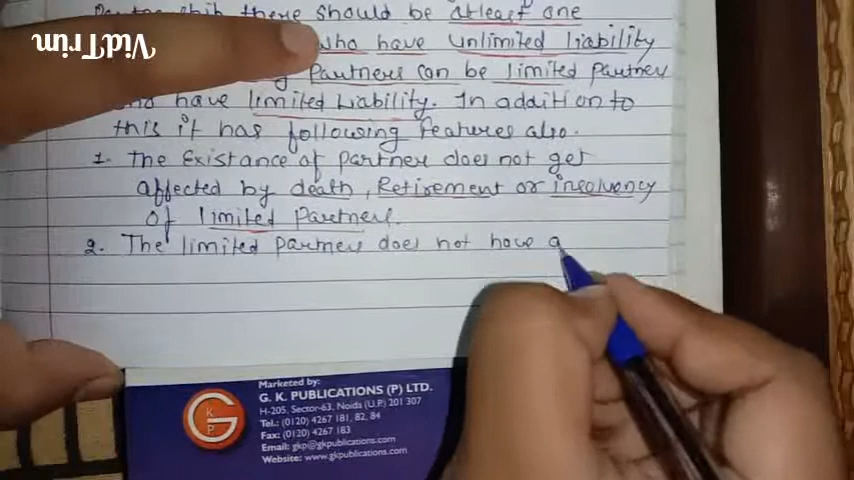 there should be atleast one
who have unlimited liability
Partners can be limited Partner
have limited Liability. In addition to
this it has following features also.
1. The Existance of Partner does not get
affected by death, Retirement or insolvency
of limited Partners.
2. The limited Partners does not have a
VidTrim
Marketed by:
G. K. PUBLICATIONS (P) LTD.
H-205, Sector-63, Noida (U.P.) 201 307
Tel.: (0120) 4267 181, 82, 84
Fax: (0120) 4267 183
Email: gkp@gkpublications.com
Website: www.gkpublications.com
G
K
P